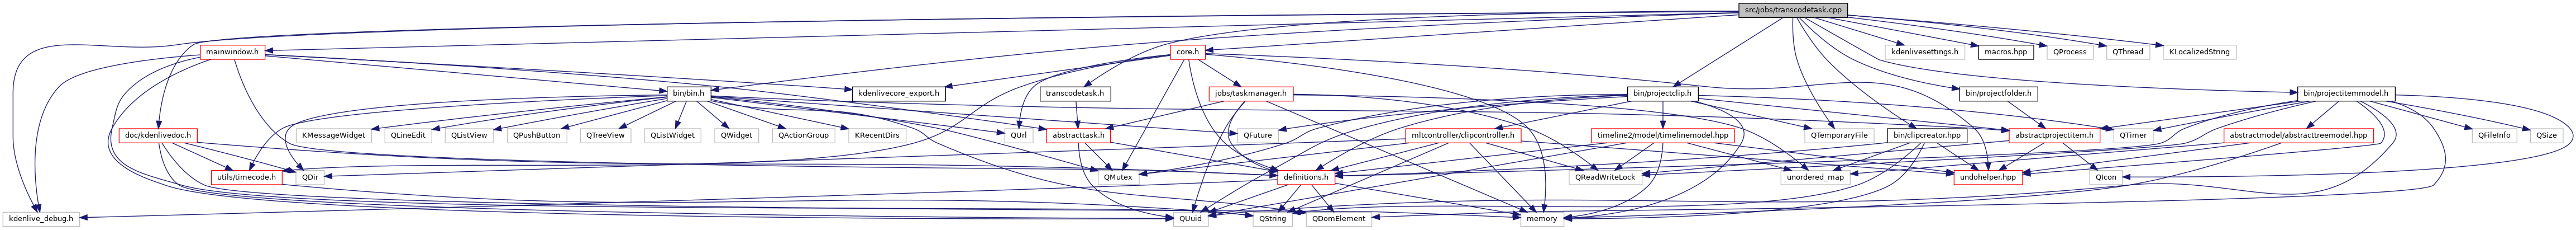 src/jobs/transcodetask.cpp
mainwindow.h
core.h
kdenlivesettings.h
macros.hpp
QProcess
QThread
KLocalizedString
bin/bin.h
kdenlivecore_export.h
transcodetask.h
jobs/taskmanager.h
bin/projectclip.h
bin/projectfolder.h
bin/projectitemmodel.h
doc/kdenlivedoc.h
KMessageWidget
QLineEdit
QListView
QPushButton
QTreeView
QListWidget
QWidget
QActionGroup
KRecentDirs
QUrl
abstracttask.h
QFuture
mltcontroller/clipcontroller.h
timeline2/model/timelinemodel.hpp
QTemporaryFile
bin/clipcreator.hpp
abstractprojectitem.h
QTimer
abstractmodel/abstracttreemodel.hpp
QFileInfo
QSize
utils/timecode.h
QDir
QMutex
definitions.h
QReadWriteLock
unordered_map
undohelper.hpp
QIcon
kdenlive_debug.h
QUuid
QString
QDomElement
memory